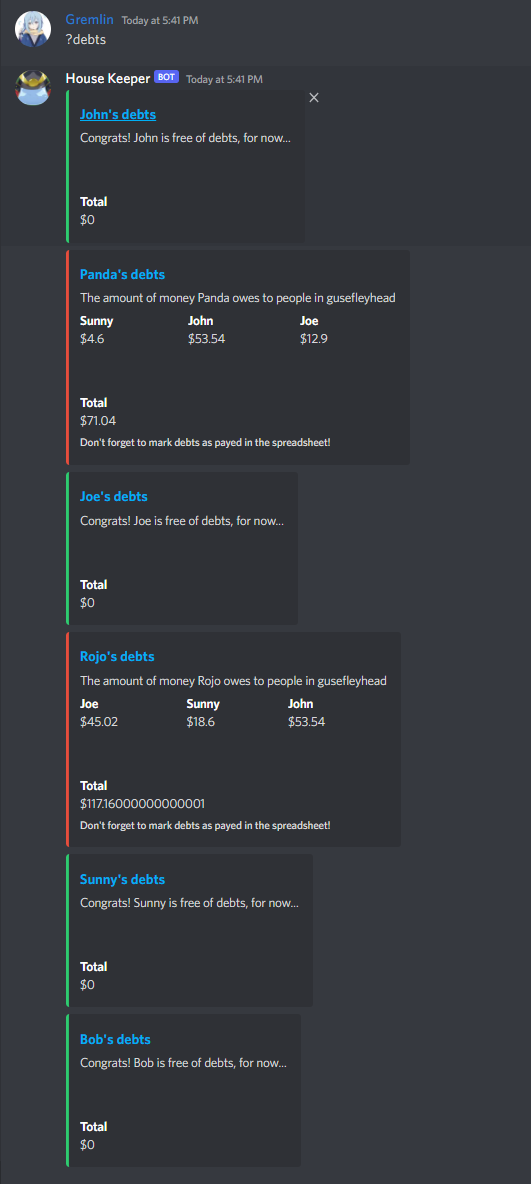 Gremlin Today at 5:41 PM
?debts
House Keeper BOT Today at 5:41 PM
John's debts
Congrats! John is free of debts, for now...
Total
$0
Panda's debts
The amount of money Panda owes to people in gusefleyhead
Sunny John Joe
$4.6 $53.54 $12.9
Total
$71.04
Don't forget to mark debts as payed in the spreadsheet!
Joe's debts
Congrats! Joe is free of debts, for now...
Total
$0
Rojo's debts
The amount of money Rojo owes to people in gusefleyhead
Joe Sunny John
$45.02 $18.6 $53.54
Total
$117.16000000000001
Don't forget to mark debts as payed in the spreadsheet!
Sunny's debts
Congrats! Sunny is free of debts, for now...
Total
$0
Bob's debts
Congrats! Bob is free of debts, for now...
Total
$0